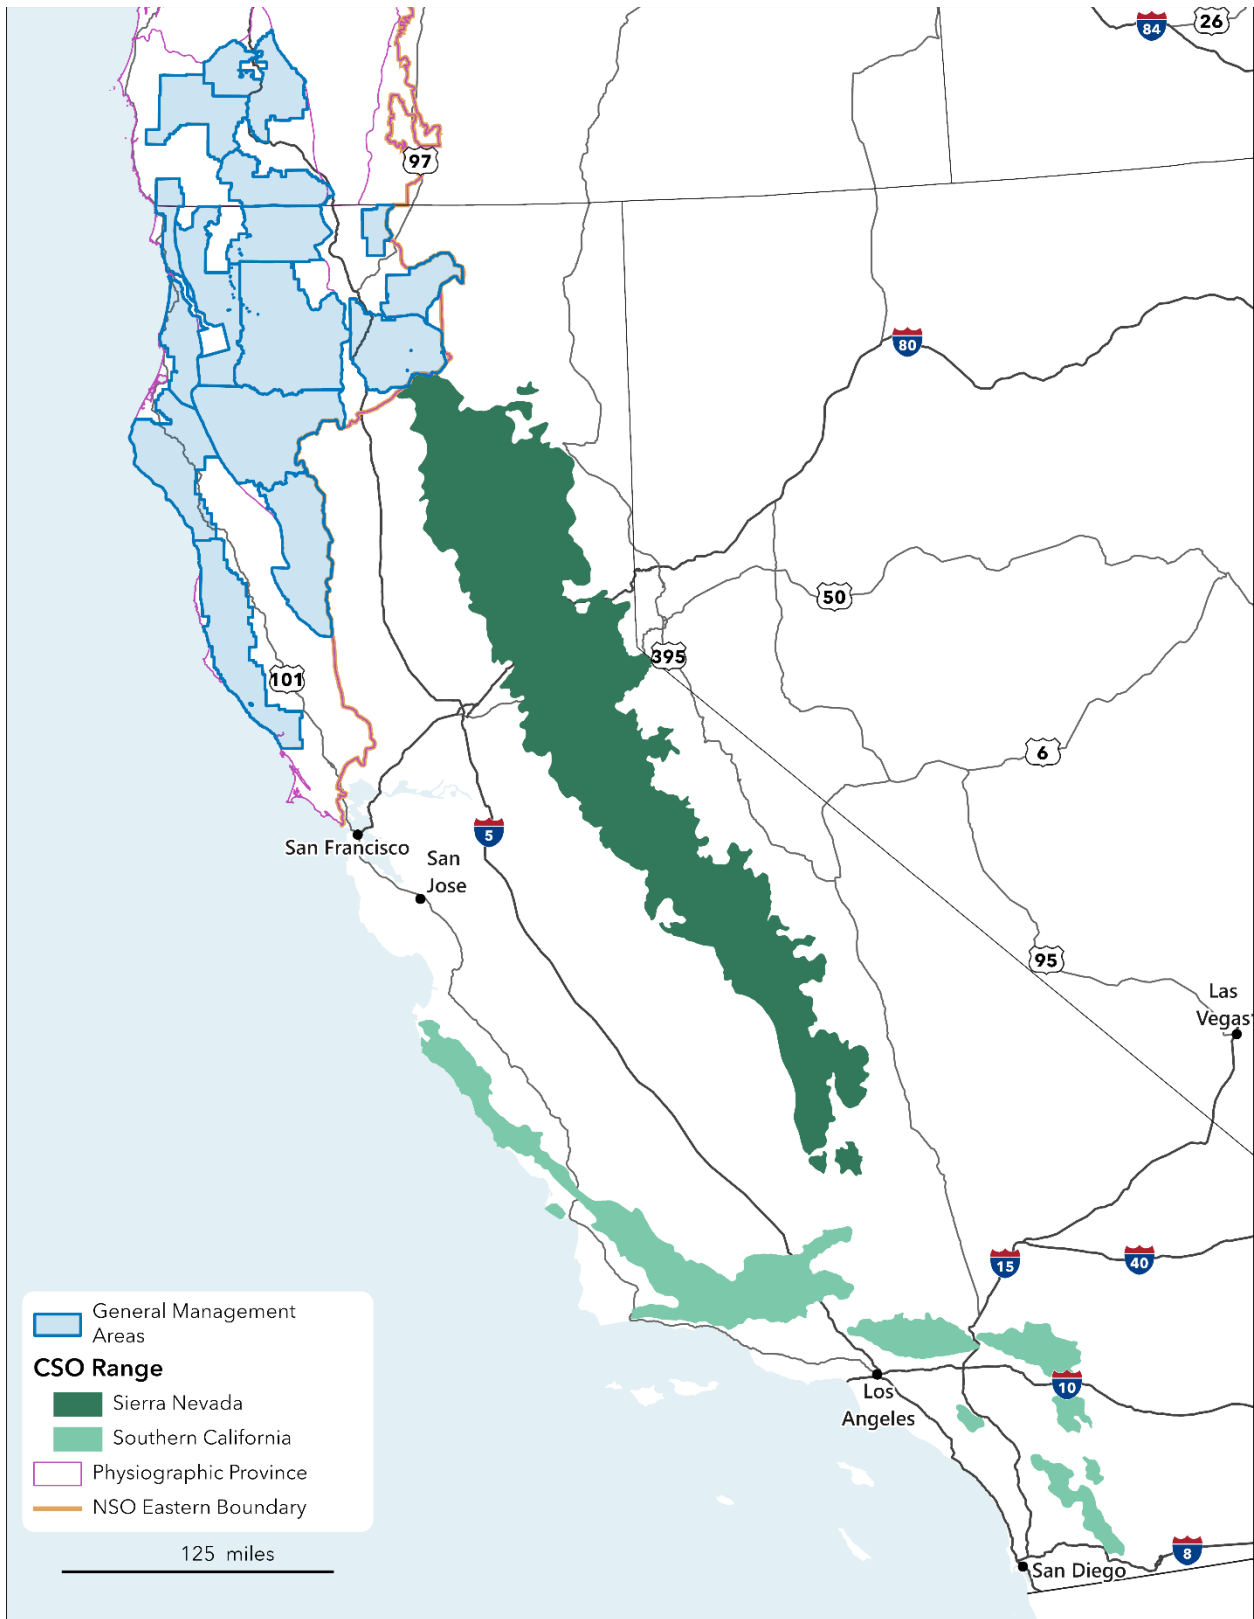 84
26
97
80
50
395
101
6
5
San Francisco
San
Jose
95
Las
Vegas
15
40
10
Los
Angeles
8
San Diego
General Management
Areas
CSO Range
Sierra Nevada
Southern California
Physiographic Province
NSO Eastern Boundary
125 miles